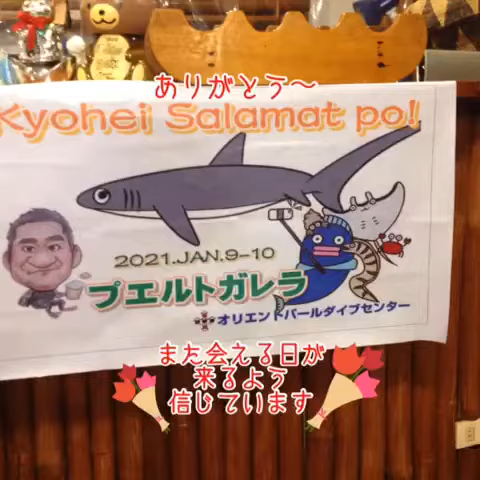 ありがとう～
Kyohei Salamat po!
2021.JAN.9-10
プエルトガレラ
オリエントパールダイブセンター
また会える日が
来るよう
信じています